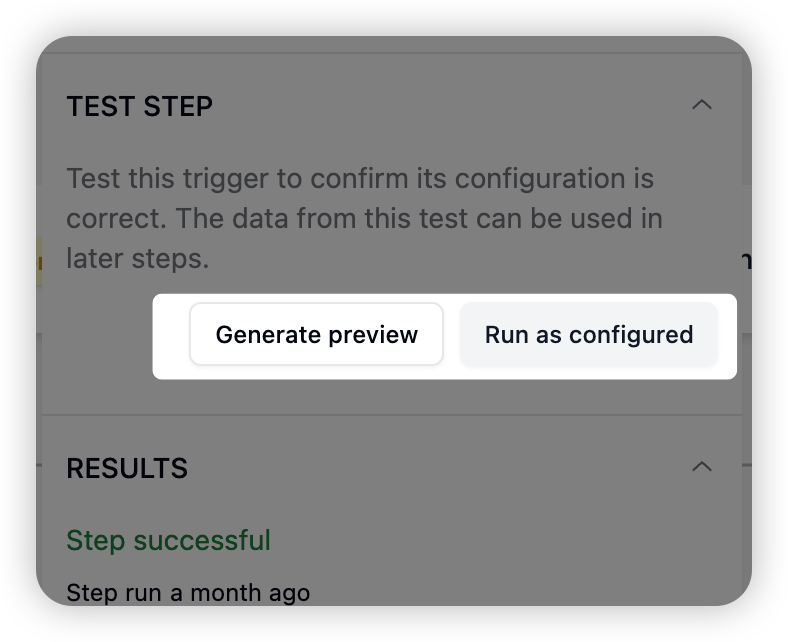 TEST STEP
Test this trigger to confirm its configuration is
correct. The data from this test can be used in
later steps.
Generate preview
Run as configured
RESULTS
Step successful
Step run a month ago